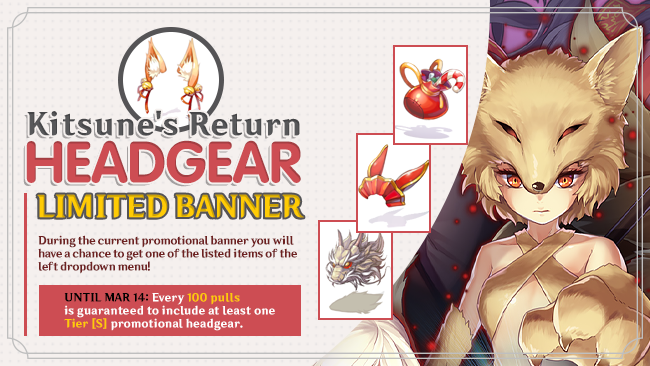 Kitsune's Return
HEADGEAR
LIMITED BANNER
During the current promotional banner you will
have a chance to get one of the listed items of the
left dropdown menu!
UNTIL MAR 14: Every 100 pulls
is guaranteed to include at least one
Tier [S] promotional headgear.